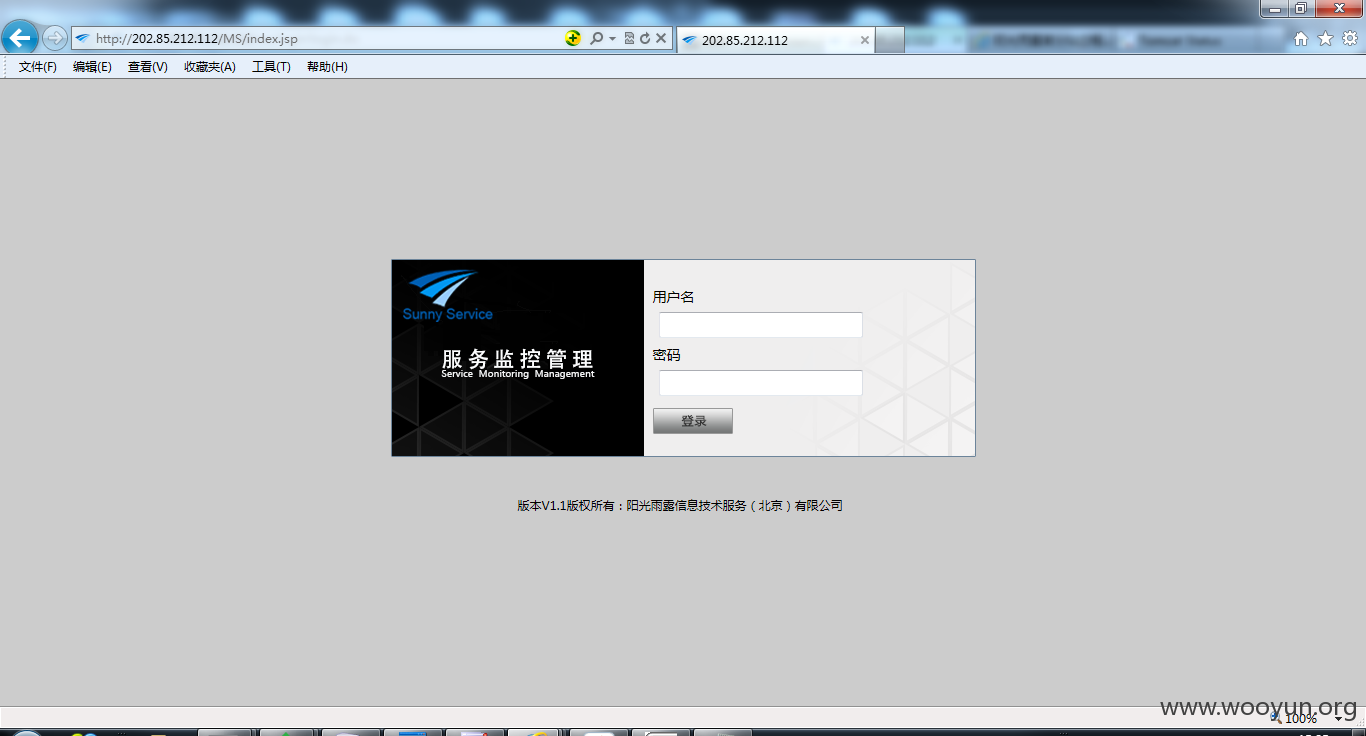 http://202.85.212.112/MS/index.jsp
202.85.212.112
文件(F) 编辑(E) 查看(V) 收藏夹(A) 工具(T) 帮助(H)
Sunny Service
服务监控管理
Service Monitoring Management
用户名
密码
登录
版本V1.1版权所有：阳光雨露信息技术服务（北京）有限公司
www.wooyun.org
100%